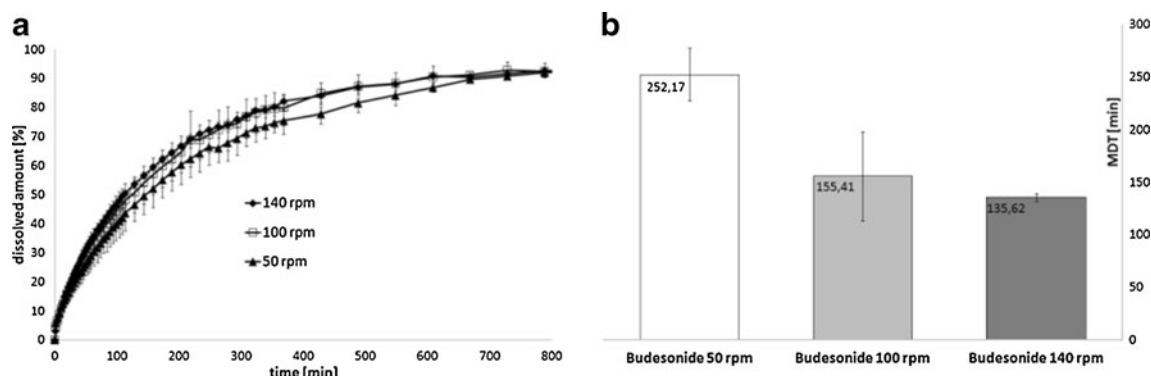 a
100
90
80
70
60
50
40
30
20
10
0
dissolved amount [%]
140 rpm
100 rpm
50 rpm
0 100 200 300 400 500 600 700 800
time [min]
b
300
250
200
150
100
50
0
MDT [min]
252,17
155,41
135,62
Budesonide 50 rpm Budesonide 100 rpm Budesonide 140 rpm